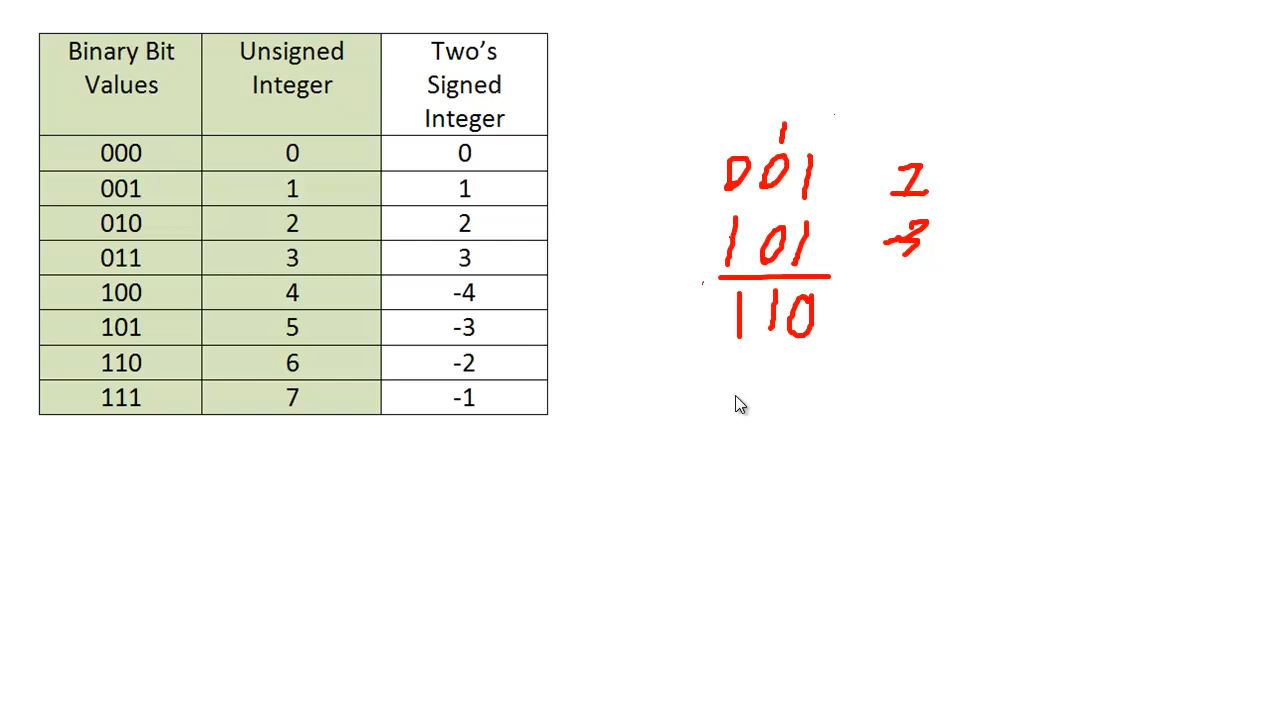 Binary Bit Values Unsigned Integer Two's Signed Integer
000 0 0
001 1 1
010 2 2
011 3 3
100 4 -4
101 5 -3
110 6 -2
111 7 -1
1
001 1
101 -3
110